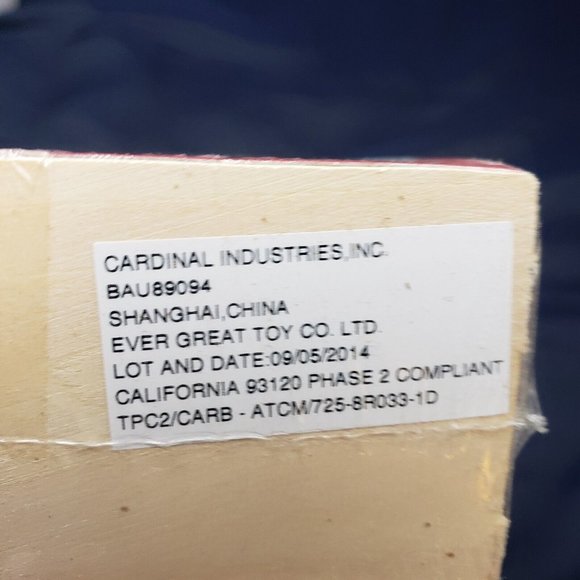 CARDINAL INDUSTRIES,INC.
BAU89094
SHANGHAI,CHINA
EVER GREAT TOY CO. LTD.
LOT AND DATE:09/05/2014
CALIFORNIA 93120 PHASE 2 COMPLIANT
TPC2/CARB - ATCM/725-8R033-1D